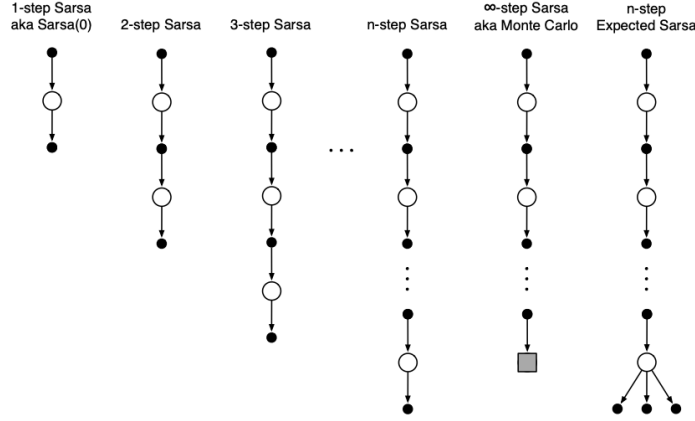 1-step Sarsa
aka Sarsa(0)
2-step Sarsa
3-step Sarsa
n-step Sarsa
∞-step Sarsa
aka Monte Carlo
n-step
Expected Sarsa